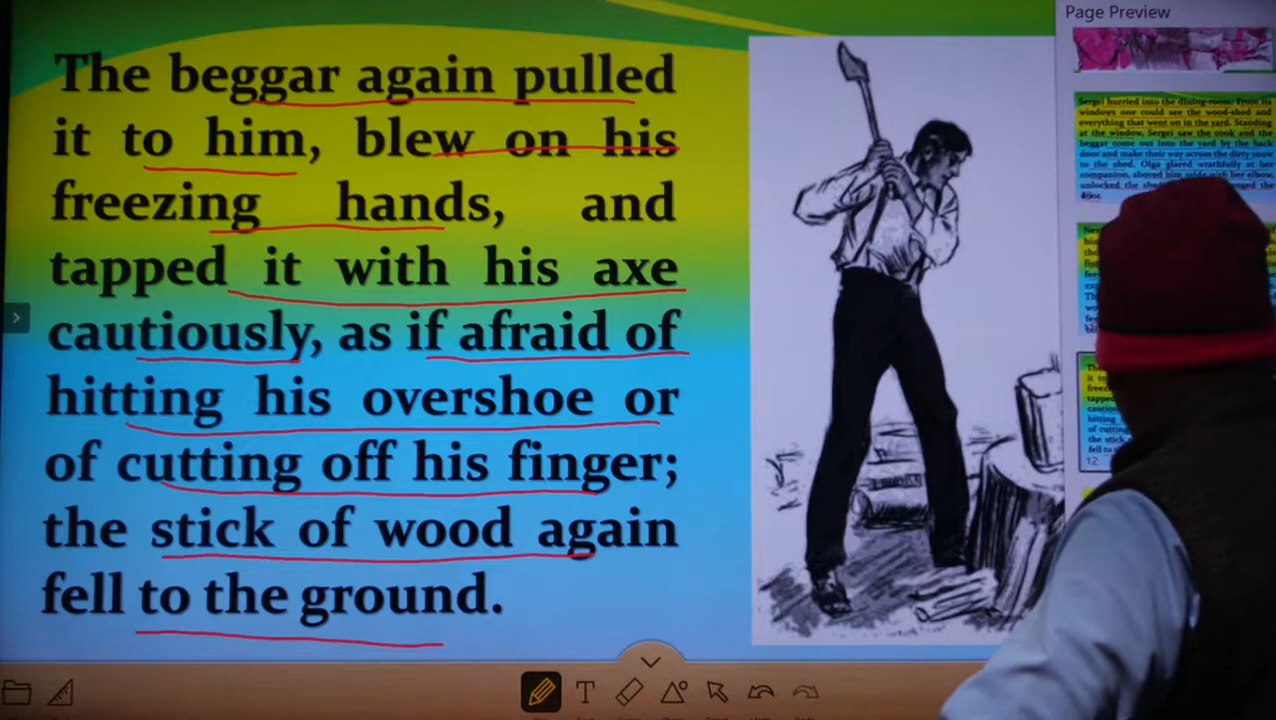 The beggar again pulled
it to him, blew on his
freezing hands, and
tapped it with his axe
cautiously, as if afraid of
hitting his overshoe or
of cutting off his finger;
the stick of wood again
fell to the ground.
Page Preview
Sergei hurried into the dining-room. From its
windows one could see the wood-shed and
everything that went on in the yard. Standing
at the window, Sergei saw the cook and the
beggar come out into the yard by the back
door and make their way across the dirty snow
to the shed. Olga glared wrathfully at her
companion, shoved him aside with her elbow,
unlocked the
door.
12